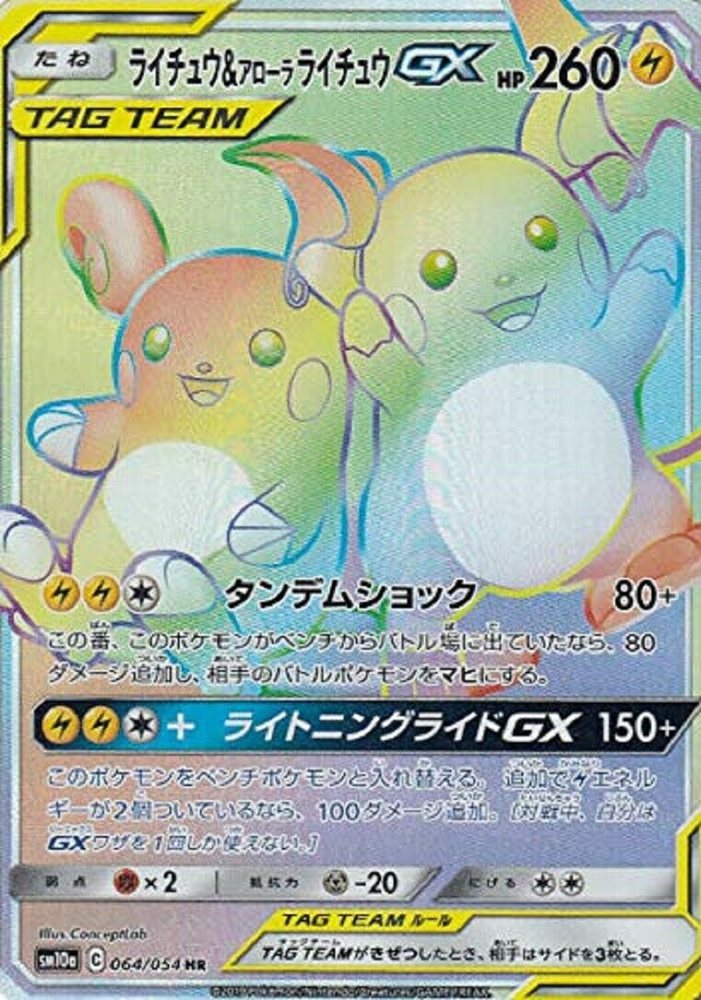 たね ライチュウ&アローラライチュウGX HP260
TAG TEAM
タンデムショック 80+
この番、このポケモンがベンチからバトル場に出ていたなら、80
ダメージ追加し、相手のバトルポケモンをマヒにする。
+ ライトニングライドGX 150+
このポケモンをベンチポケモンと入れ替える。追加でエネル
ギーが2個ついているなら、100ダメージ追加。[対戦中、自分は
GXワザを1回しか使えない。]
弱点 ×2 抵抗力 -20 にげる
TAG TEAM ルール
Illus. ConceptLab
TAG TEAMがきぜつしたとき、相手はサイドを3枚とる。
sm10a C 064/054 HR